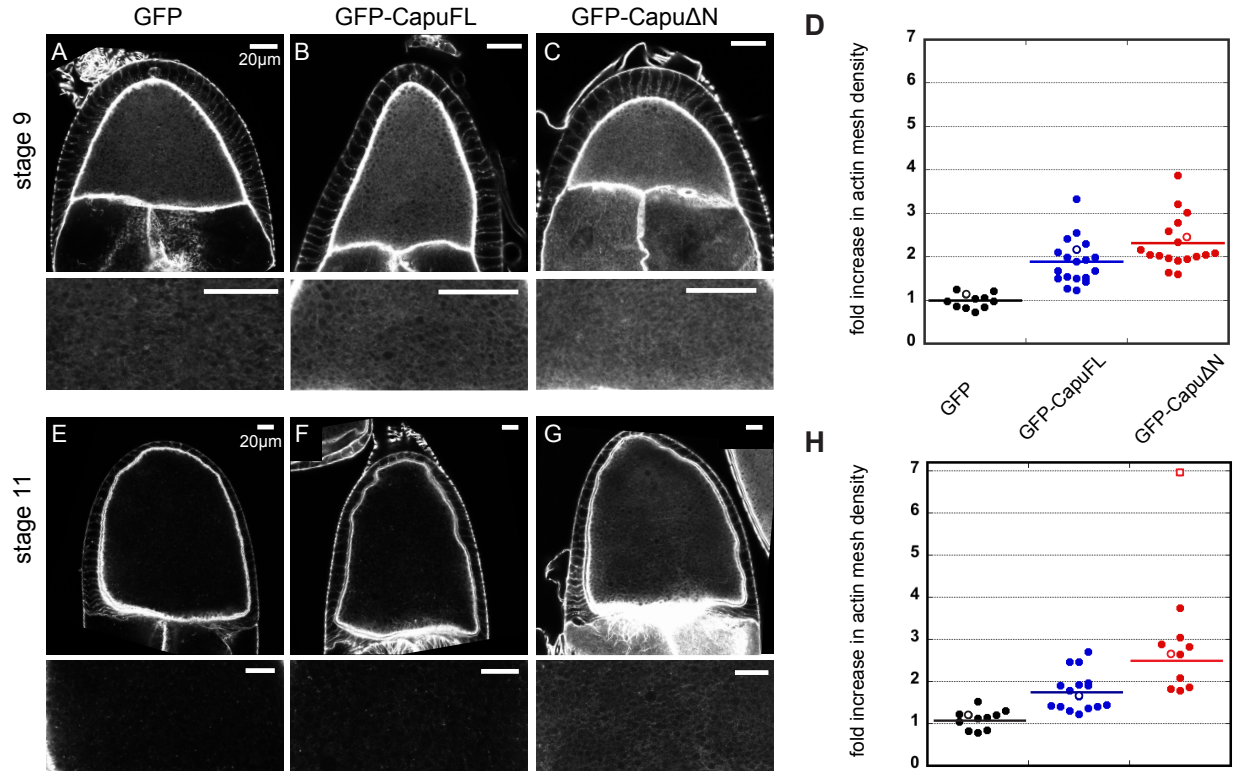 GFP GFP-CapuFL GFP-CapuΔN
stage 9
A
20µm
B
C
D
fold increase in actin mesh density
7
6
5
4
3
2
1
0
GFP
GFP-CapuFL
GFP-CapuΔN
stage 11
E
20µm
F
G
H
fold increase in actin mesh density
7
6
5
4
3
2
1
0